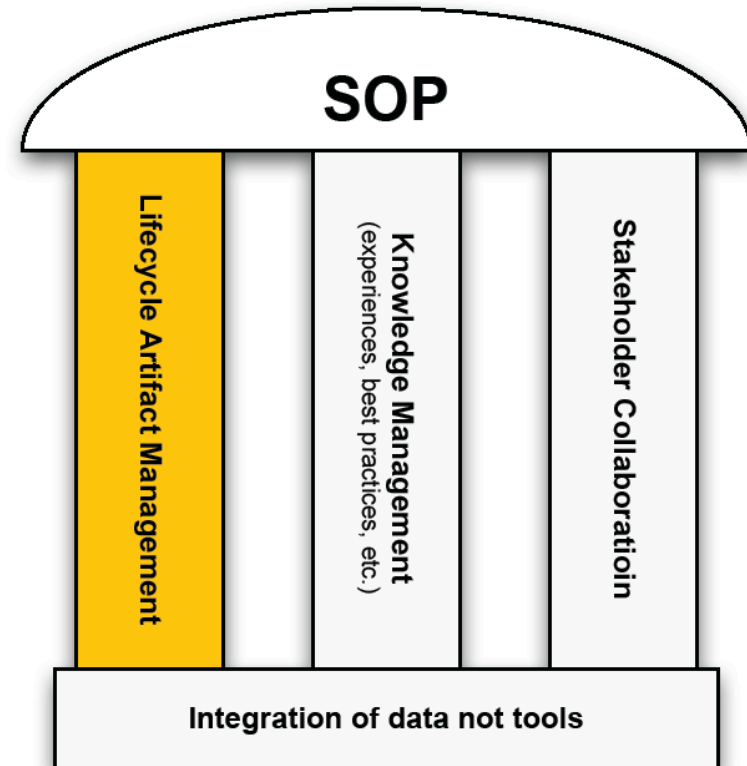 SOP
Lifecycle Artifact Management
Knowledge Management
(experiences, best practices, etc.)
Stakeholder Collaboratioin
Integration of data not tools